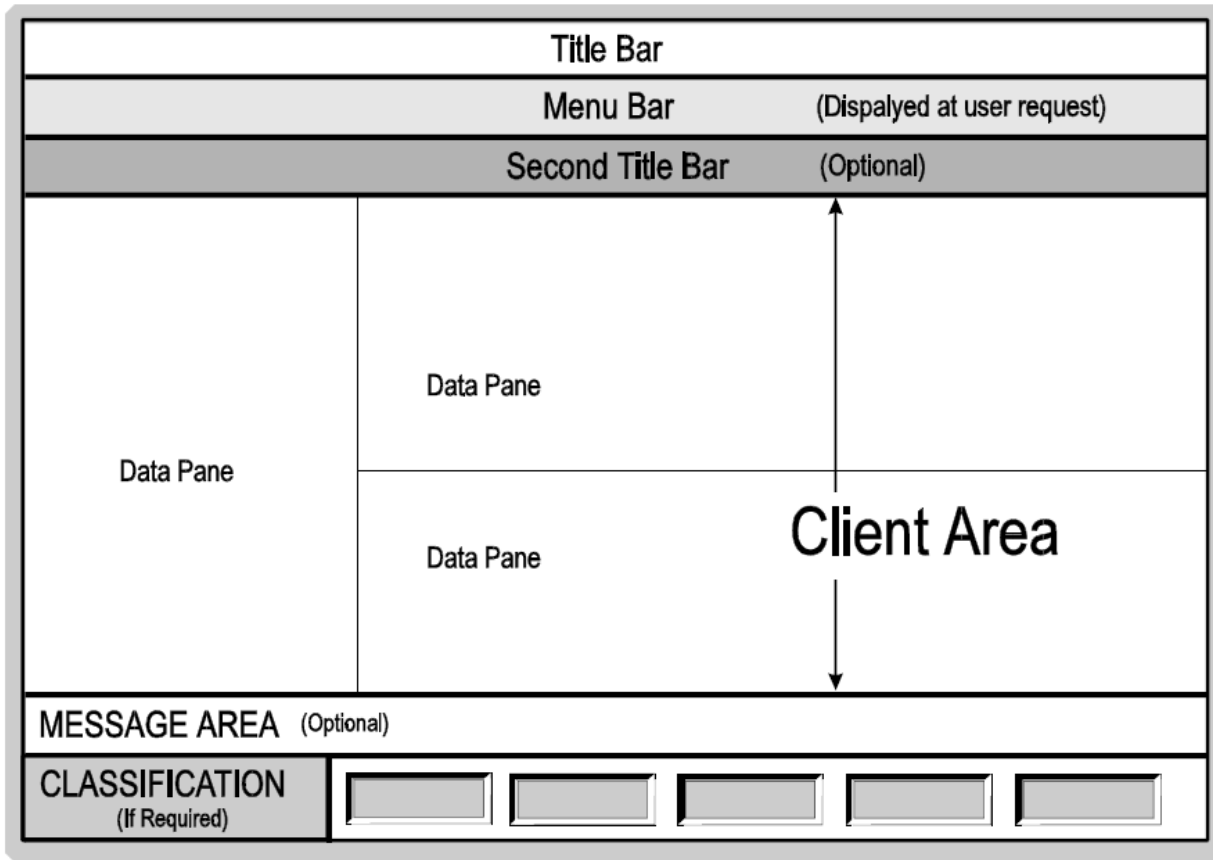 Title Bar
Menu Bar (Dispalyed at user request)
Second Title Bar (Optional)
Data Pane
Data Pane
Data Pane
Client Area
MESSAGE AREA (Optional)
CLASSIFICATION
(If Required)